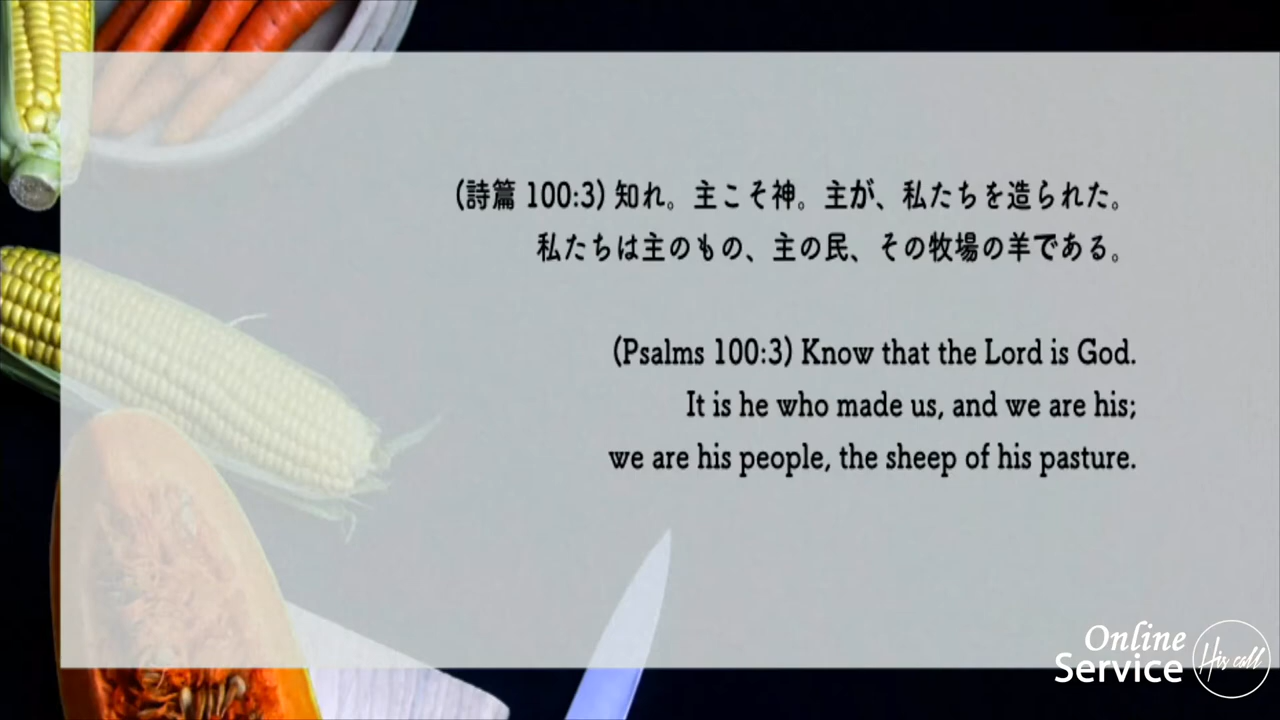 (詩篇 100:3) 知れ。主こそ神。主が、私たちを造られた。
私たちは主のもの、主の民、その牧場の羊である。
(Psalms 100:3) Know that the Lord is God.
It is he who made us, and we are his;
we are his people, the sheep of his pasture.
Online
Service
His call